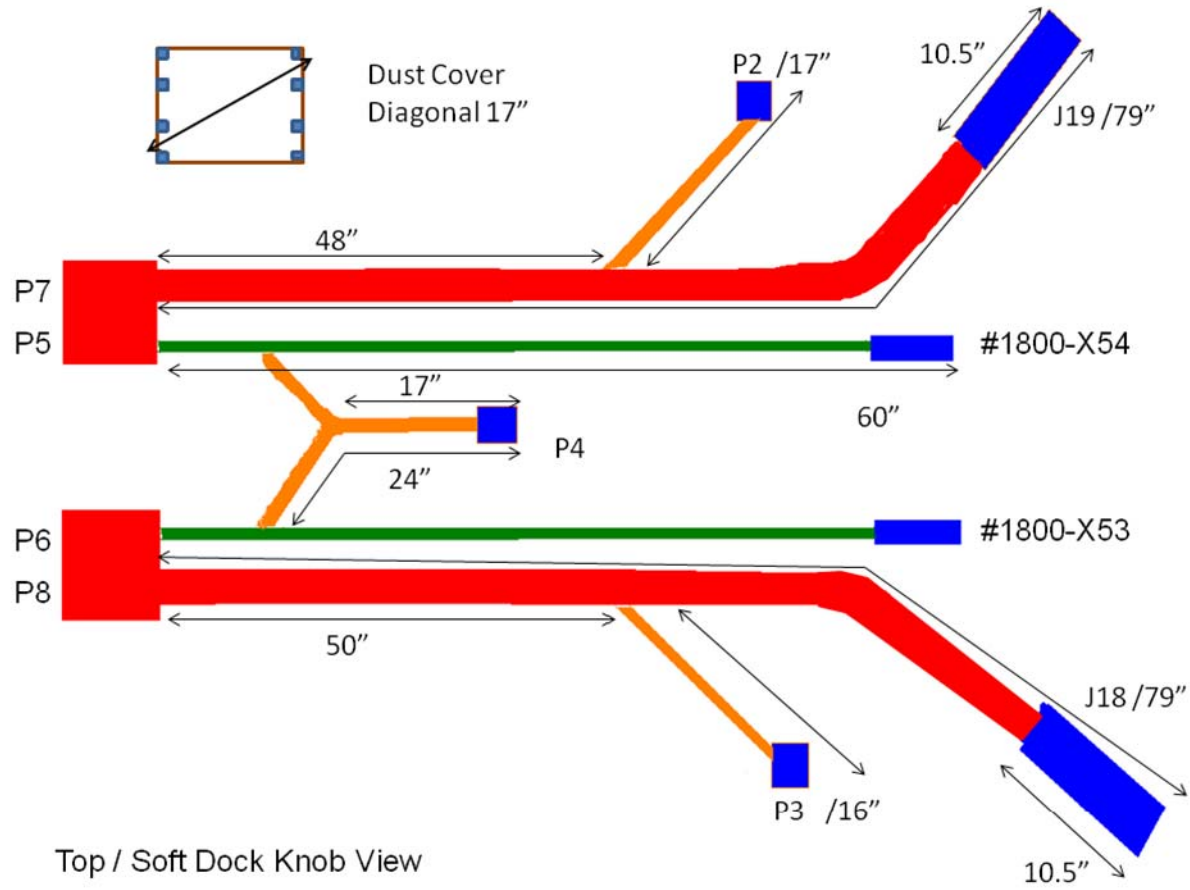 10.5”
P2 /17”
Dust Cover
Diagonal 17”
J19 /79”
48”
P7
P5
#1800-X54
17”
60”
P4
24”
P6
#1800-X53
P8
50”
J18 /79”
P3 /16”
Top / Soft Dock Knob View
10.5”